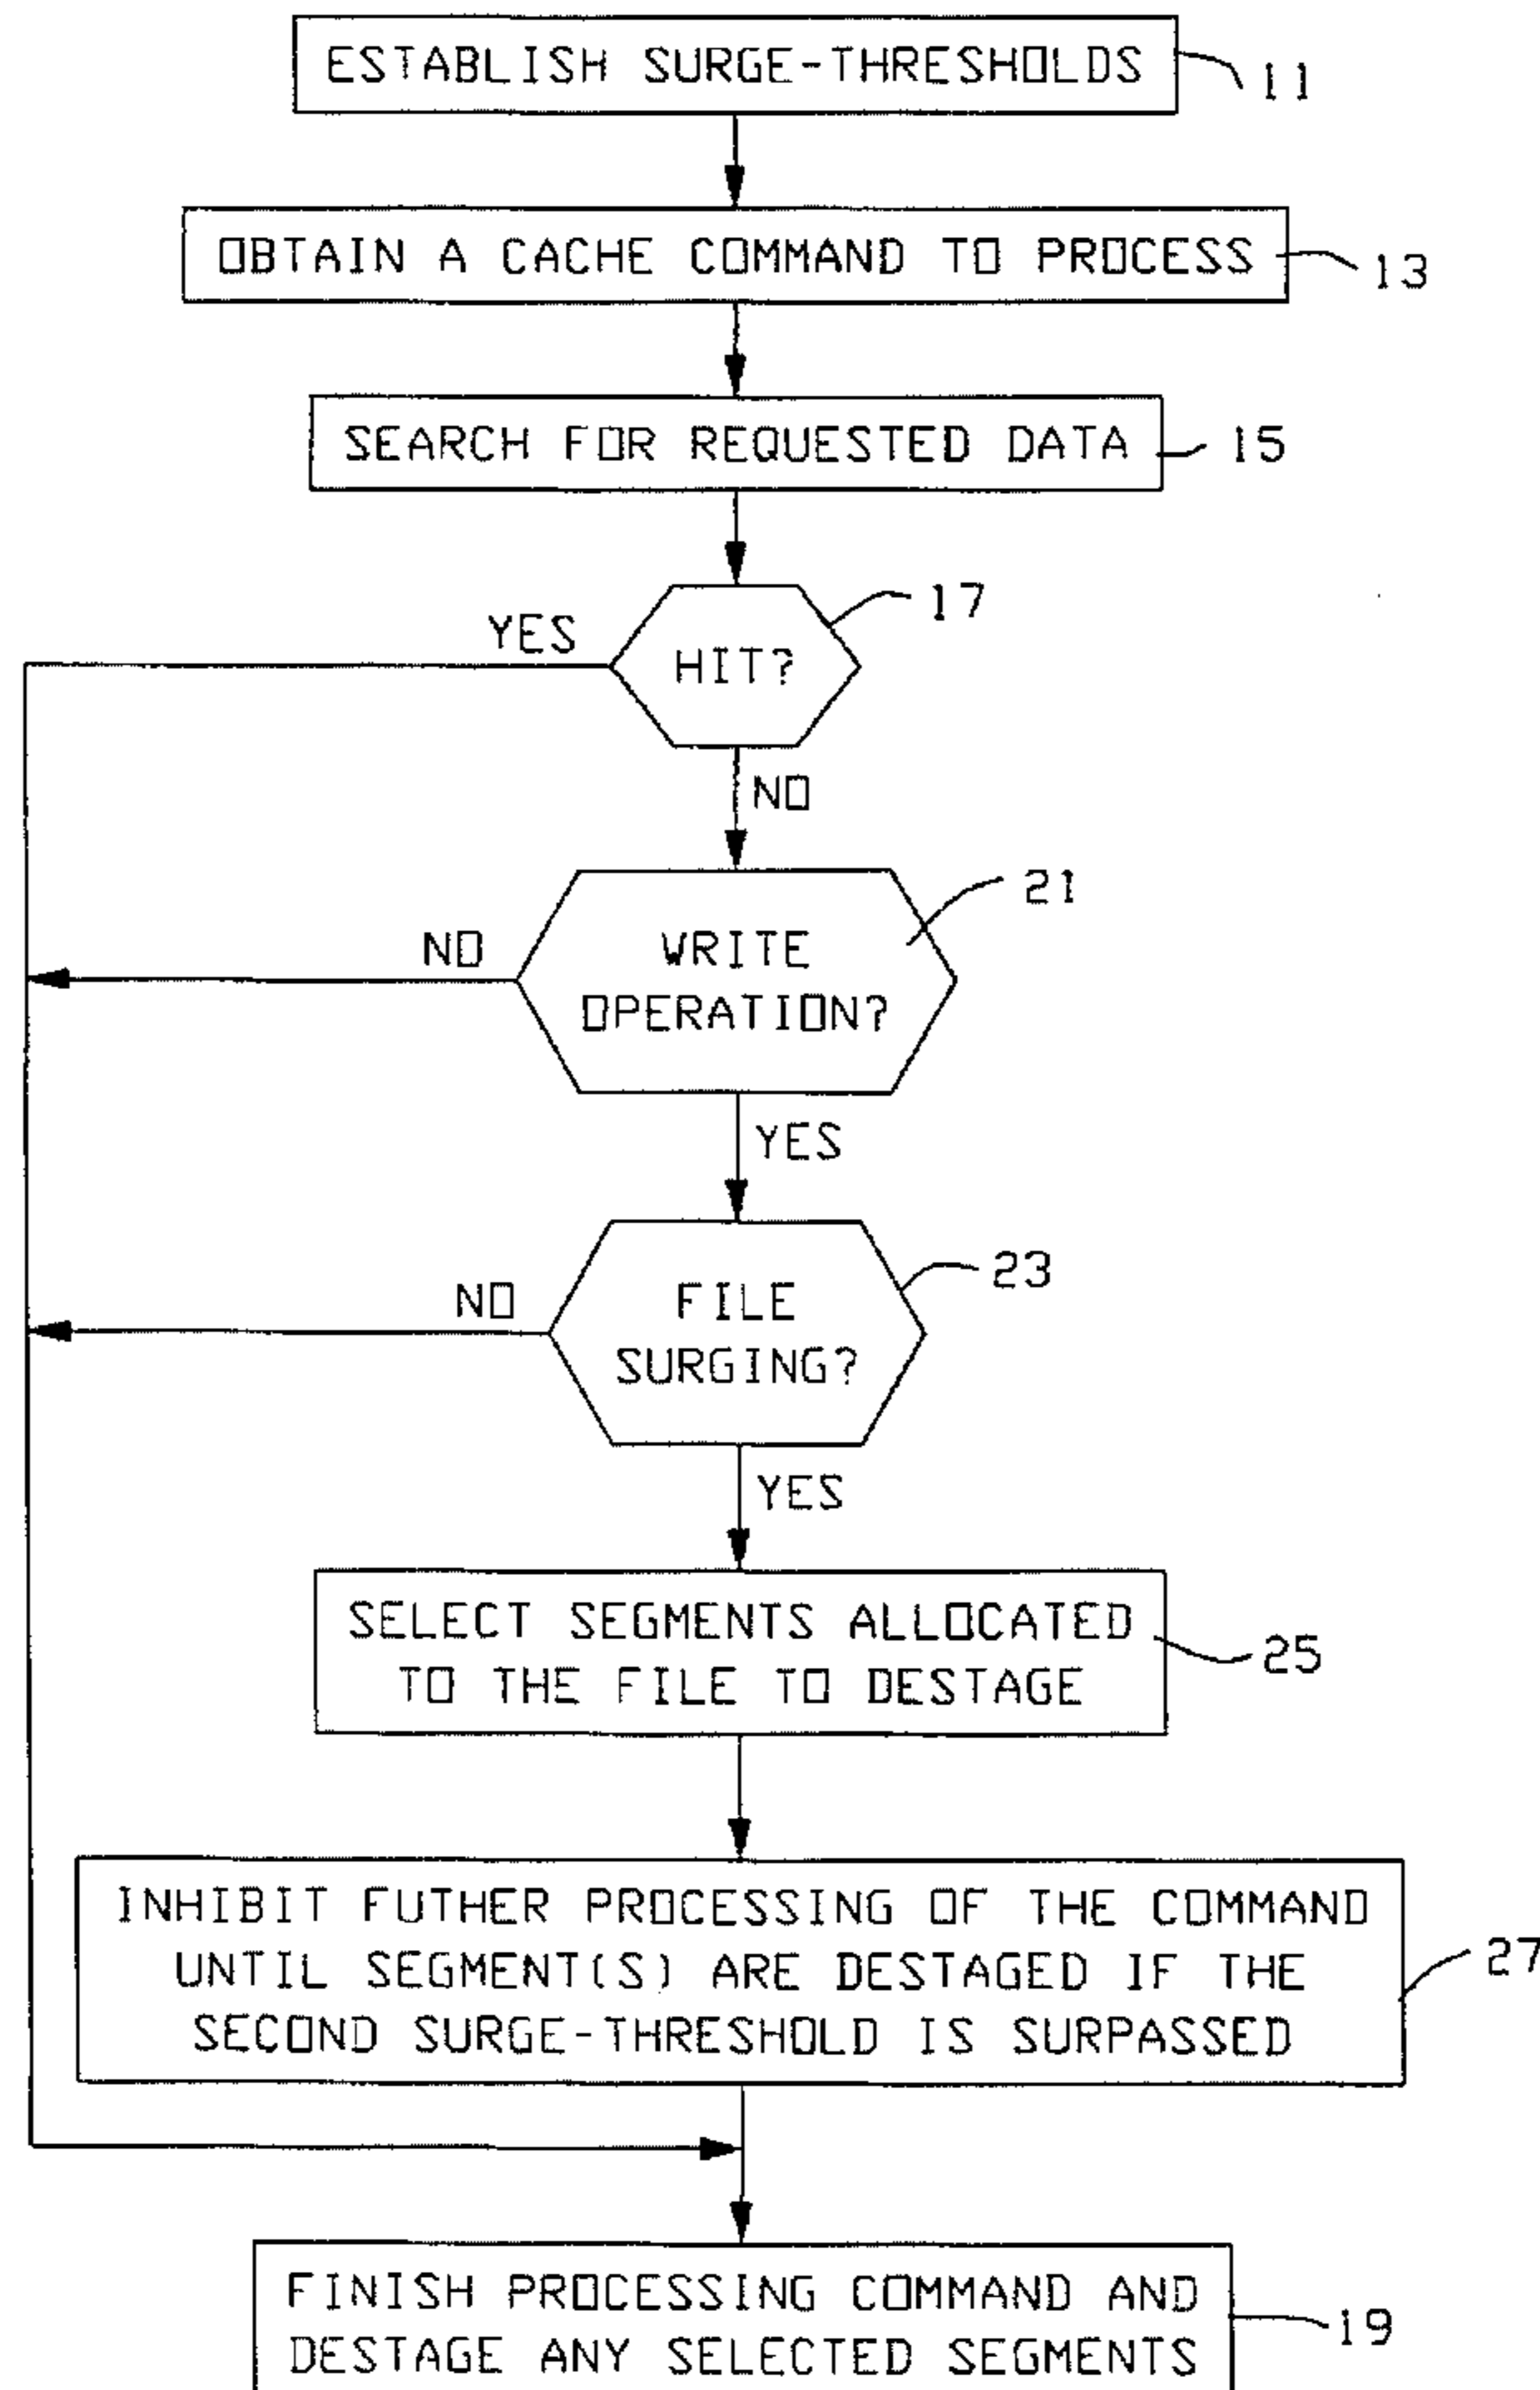 ESTABLISH SURGE-THRESHOLDS
11
OBTAIN A CACHE COMMAND TO PROCESS
13
SEARCH FOR REQUESTED DATA
15
17
YES
HIT?
NO
21
NO
WRITE
OPERATION?
YES
23
NO
FILE
SURGING?
YES
SELECT SEGMENTS ALLOCATED
TO THE FILE TO DESTAGE
25
INHIBIT FUTHER PROCESSING OF THE COMMAND
UNTIL SEGMENT(S) ARE DESTAGED IF THE
SECOND SURGE-THRESHOLD IS SURPASSED
27
FINISH PROCESSING COMMAND AND
DESTAGE ANY SELECTED SEGMENTS
19